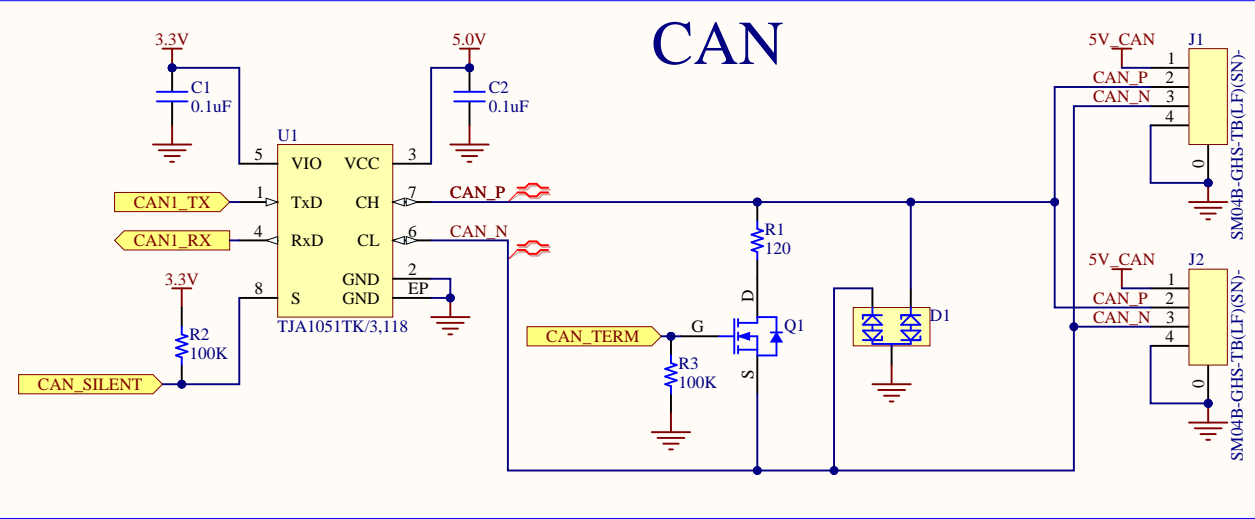 CAN
3.3V
C1
0.1uF
5.0V
C2
0.1uF
U1
5 VIO VCC 3
1 TxD CH 7
4 RxD CL 6
GND 2
8 S GND EP
TJA1051TK/3,118
CAN1_TX
CAN1_RX
3.3V
R2
100K
CAN_SILENT
CAN_P
CAN_N
R1
120
D
G
S
Q1
CAN_TERM
R3
100K
D1
5V_CAN
CAN_P
CAN_N
J1
1
2
3
4
0
SM04B-GHS-TB(LF)(SN)-
5V_CAN
CAN_P
CAN_N
J2
1
2
3
4
0
SM04B-GHS-TB(LF)(SN)-